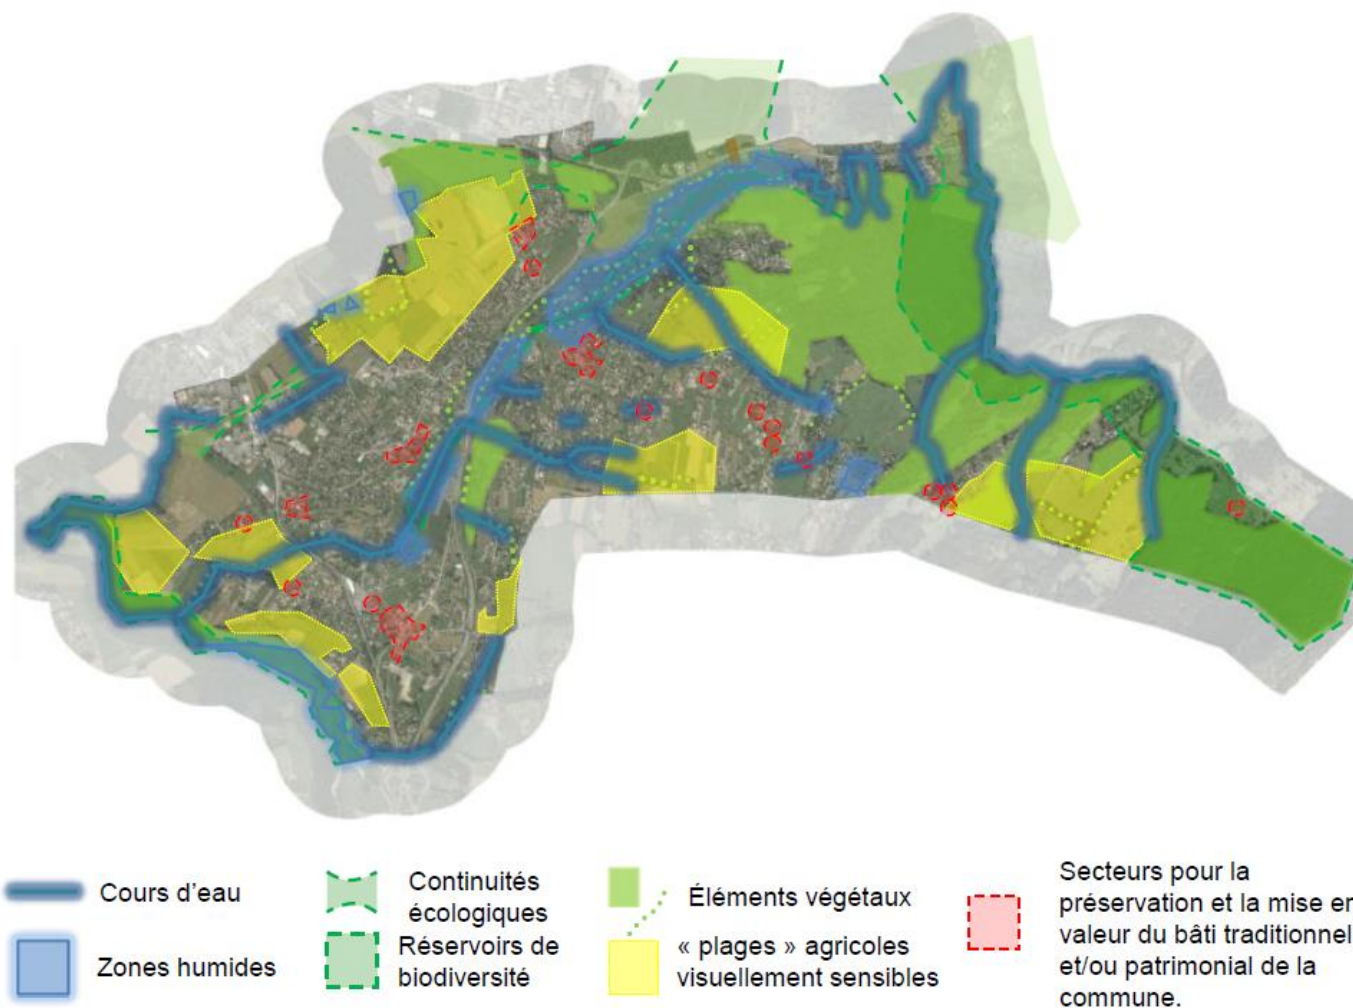 Cours d'eau
Zones humides
Continuités
écologiques
Réservoirs de
biodiversité
Éléments végétaux
« plages » agricoles
visuellement sensibles
Secteurs pour la
préservation et la mise en
valeur du bâti traditionnel
et/ou patrimonial de la
commune.